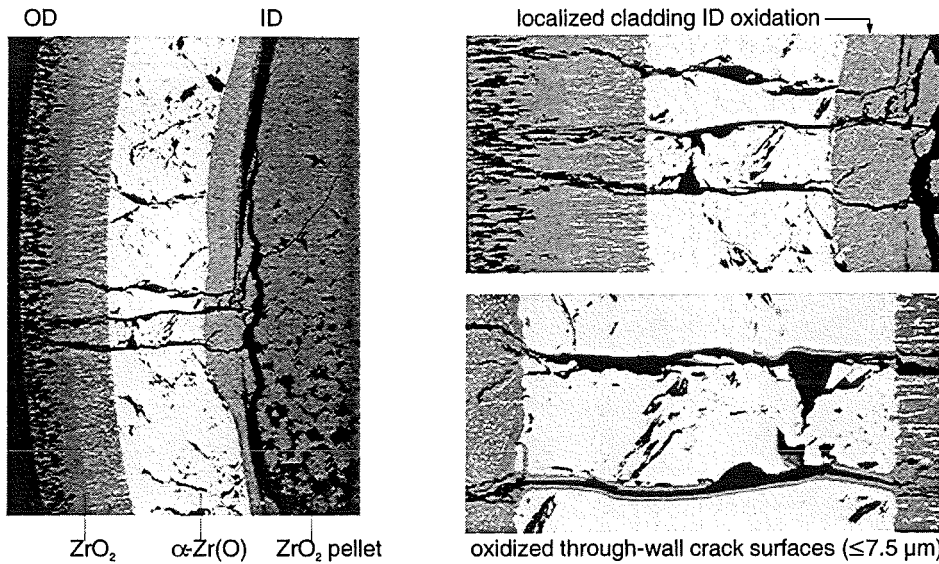 OD
ID
localized cladding ID oxidation
ZrO₂
α-Zr(O)
ZrO₂ pellet
oxidized through-wall crack surfaces (≤7.5 μm)